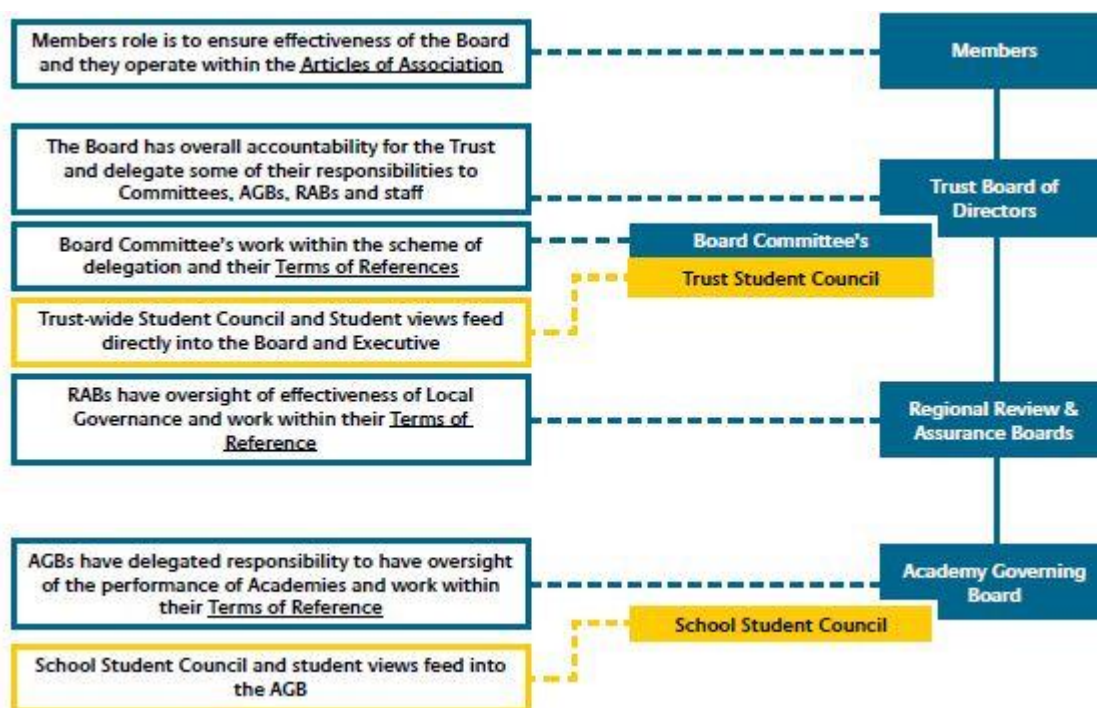 Members role is to ensure effectiveness of the Board
and they operate within the Articles of Association
Members
The Board has overall accountability for the Trust
and delegate some of their responsibilities to
Committees, AGBs, RABs and staff
Trust Board of
Directors
Board Committee's work within the scheme of
delegation and their Terms of References
Board Committee's
Trust Student Council
Trust-wide Student Council and Student views feed
directly into the Board and Executive
RABs have oversight of effectiveness of Local
Governance and work within their Terms of
Reference
Regional Review &
Assurance Boards
AGBs have delegated responsibility to have oversight
of the performance of Academies and work within
their Terms of Reference
Academy Governing
Board
School Student Council
School Student Council and student views feed into
the AGB